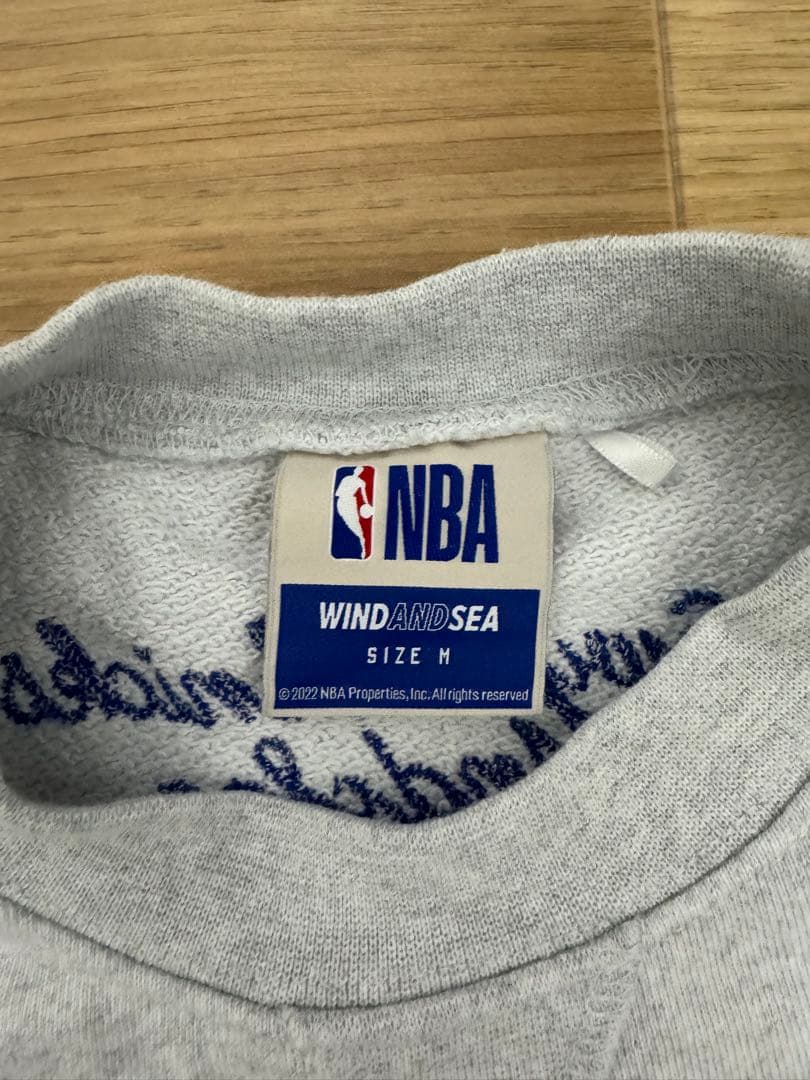 NBA
WINDANDSEA
SIZE M
©2022 NBA Properties, Inc. All rights reserved